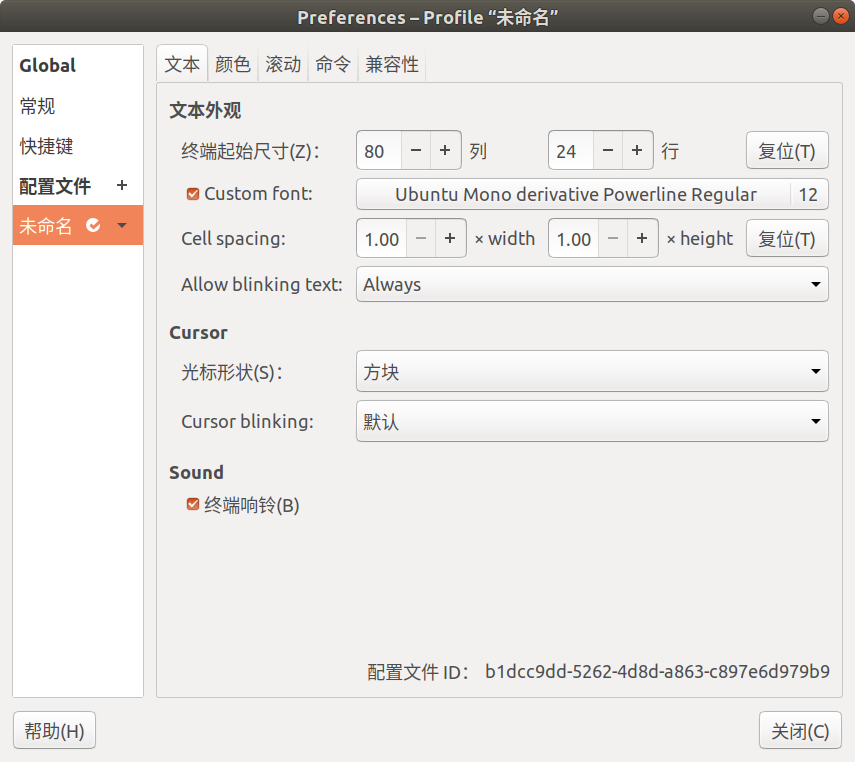 Preferences – Profile “未命名”
Global
常规
快捷键
配置文件 +
未命名
文本 颜色 滚动 命令 兼容性
文本外观
终端起始尺寸(Z)： 80 − + 列 24 − + 行 复位(T)
Custom font: Ubuntu Mono derivative Powerline Regular 12
Cell spacing: 1.00 − + × width 1.00 − + × height 复位(T)
Allow blinking text: Always
Cursor
光标形状(S)： 方块
Cursor blinking: 默认
Sound
终端响铃(B)
配置文件 ID： b1dcc9dd-5262-4d8d-a863-c897e6d979b9
帮助(H) 关闭(C)